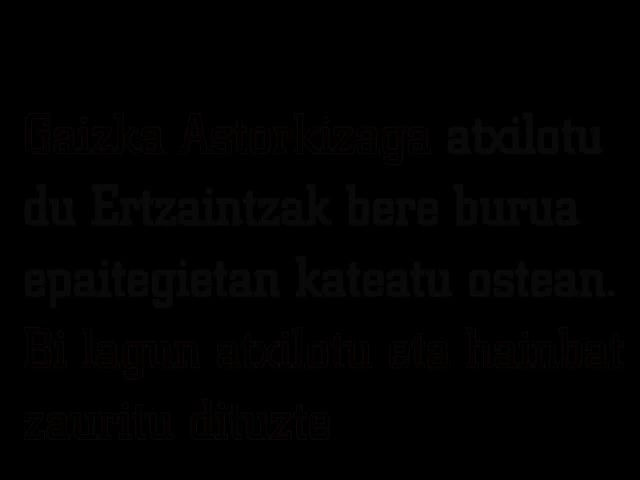 Gaizka Astorkizaga atxilotu
du Ertzaintzak bere burua
epaitegietan kateatu ostean.
Bi lagun atxilotu eta hainbat
zauritu dituzte